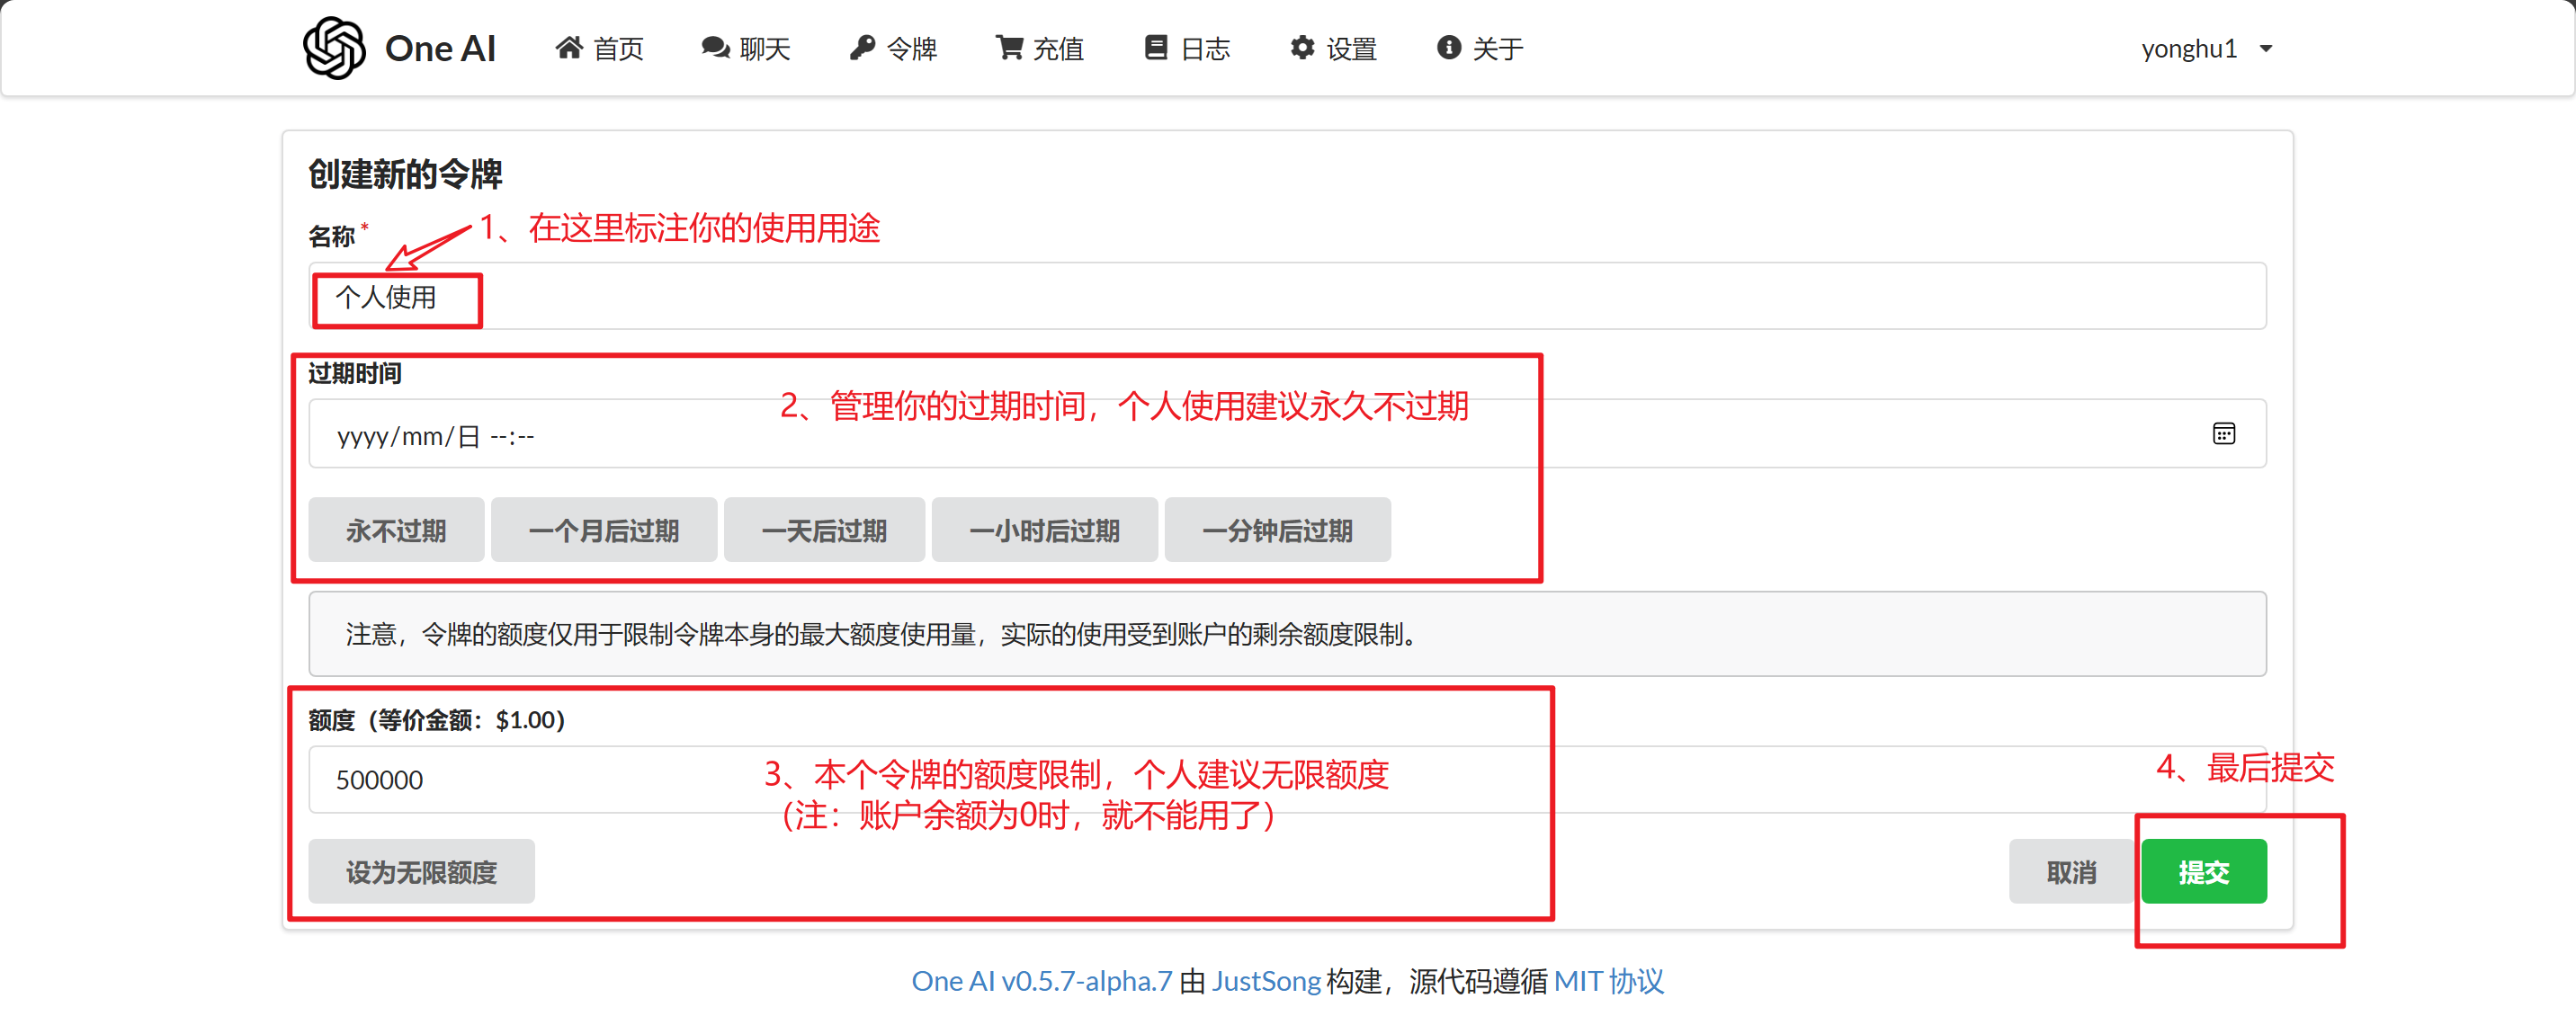 One AI 首页 聊天 令牌 充值 日志 设置 关于 yonghu1
创建新的令牌
名称 *
1、在这里标注你的使用用途
个人使用
过期时间
2、管理你的过期时间，个人使用建议永久不过期
yyyy/mm/日 --:--
永不过期 一个月后过期 一天后过期 一小时后过期 一分钟后过期
注意，令牌的额度仅用于限制令牌本身的最大额度使用量，实际的使用受到账户的剩余额度限制。
额度（等价金额：$1.00）
500000
3、本个令牌的额度限制，个人建议无限额度
（注：账户余额为0时，就不能用了）
4、最后提交
设为无限额度 取消 提交
One AI v0.5.7-alpha.7 由 JustSong 构建，源代码遵循 MIT 协议